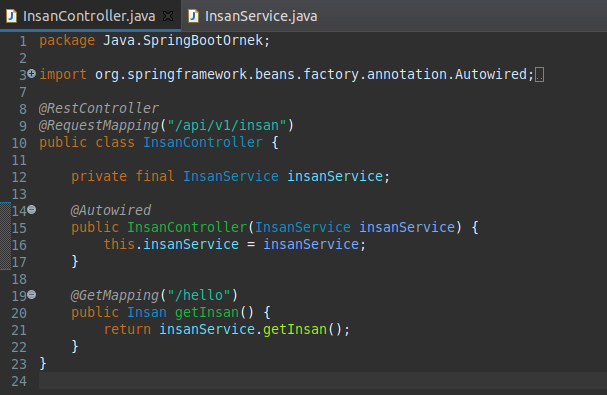 InsanController.java InsanService.java
1 package Java.SpringBootOrnek;
2
3 import org.springframework.beans.factory.annotation.Autowired;
7
8 @RestController
9 @RequestMapping("/api/v1/insan")
10 public class InsanController {
11
12 private final InsanService insanService;
13
14 @Autowired
15 public InsanController(InsanService insanService) {
16 this.insanService = insanService;
17 }
18
19 @GetMapping("/hello")
20 public Insan getInsan() {
21 return insanService.getInsan();
22 }
23 }
24